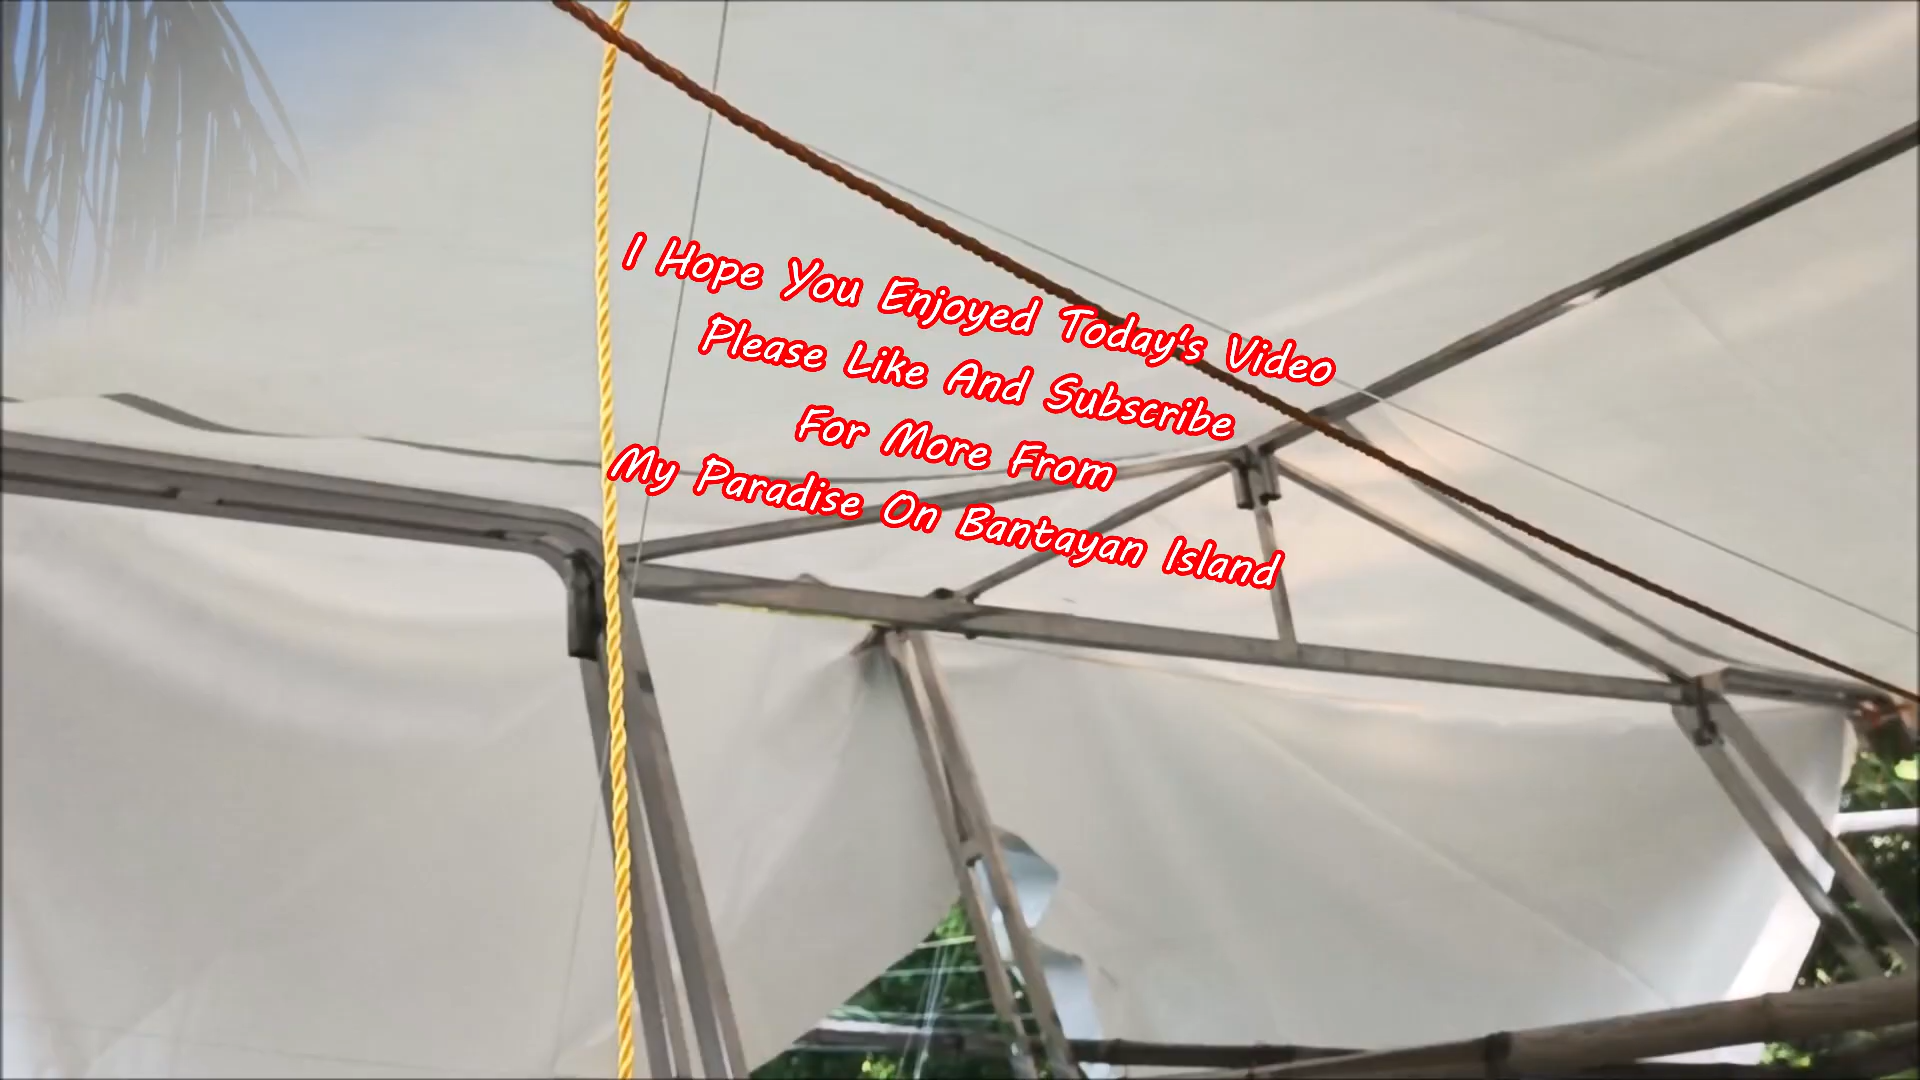 I Hope You Enjoyed Today's Video
Please Like And Subscribe
For More From
My Paradise On Bantayan Island